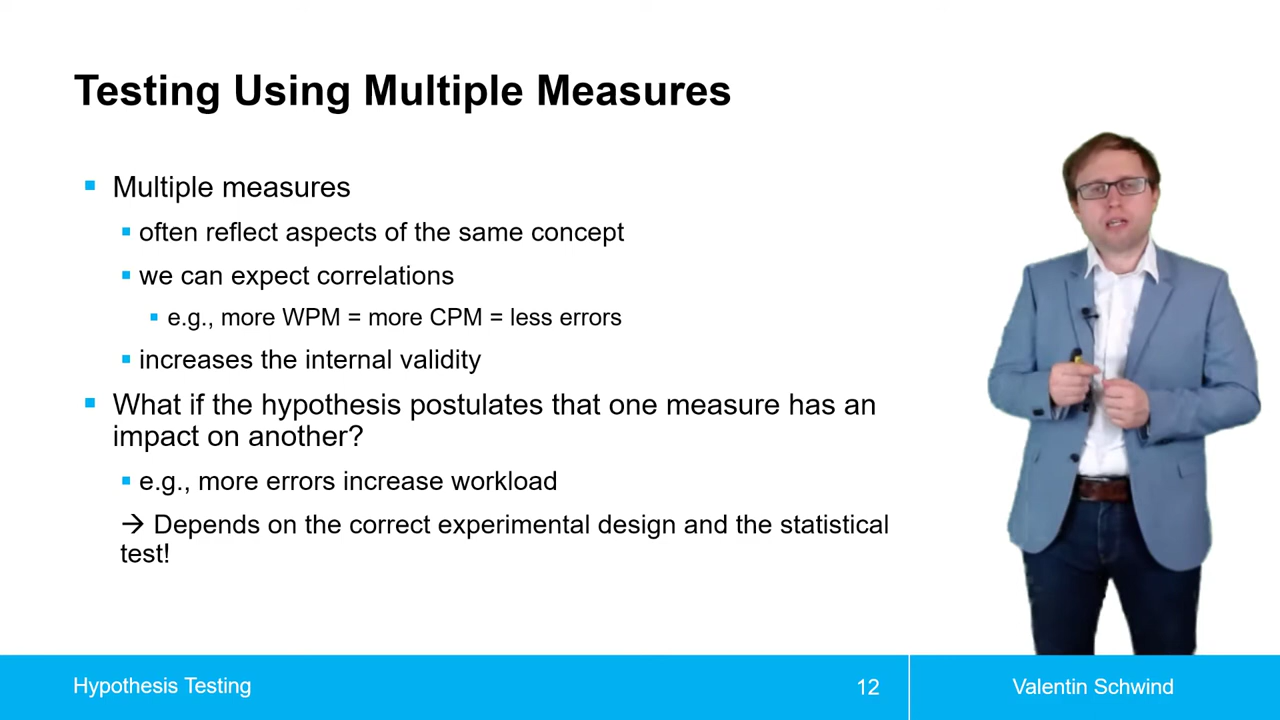 Testing Using Multiple Measures
Multiple measures
often reflect aspects of the same concept
we can expect correlations
e.g., more WPM = more CPM = less errors
increases the internal validity
What if the hypothesis postulates that one measure has an
impact on another?
e.g., more errors increase workload
→ Depends on the correct experimental design and the statistical
test!
Hypothesis Testing
12
Valentin Schwind